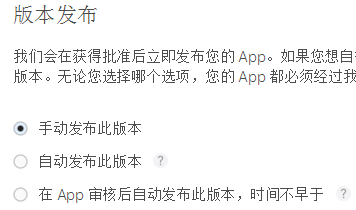 版本发布
我们会在获得批准后立即发布您的 App。如果您想自
版本。无论您选择哪个选项，您的 App 都必须经过我
手动发布此版本
自动发布此版本 ?
在 App 审核后自动发布此版本，时间不早于 ?